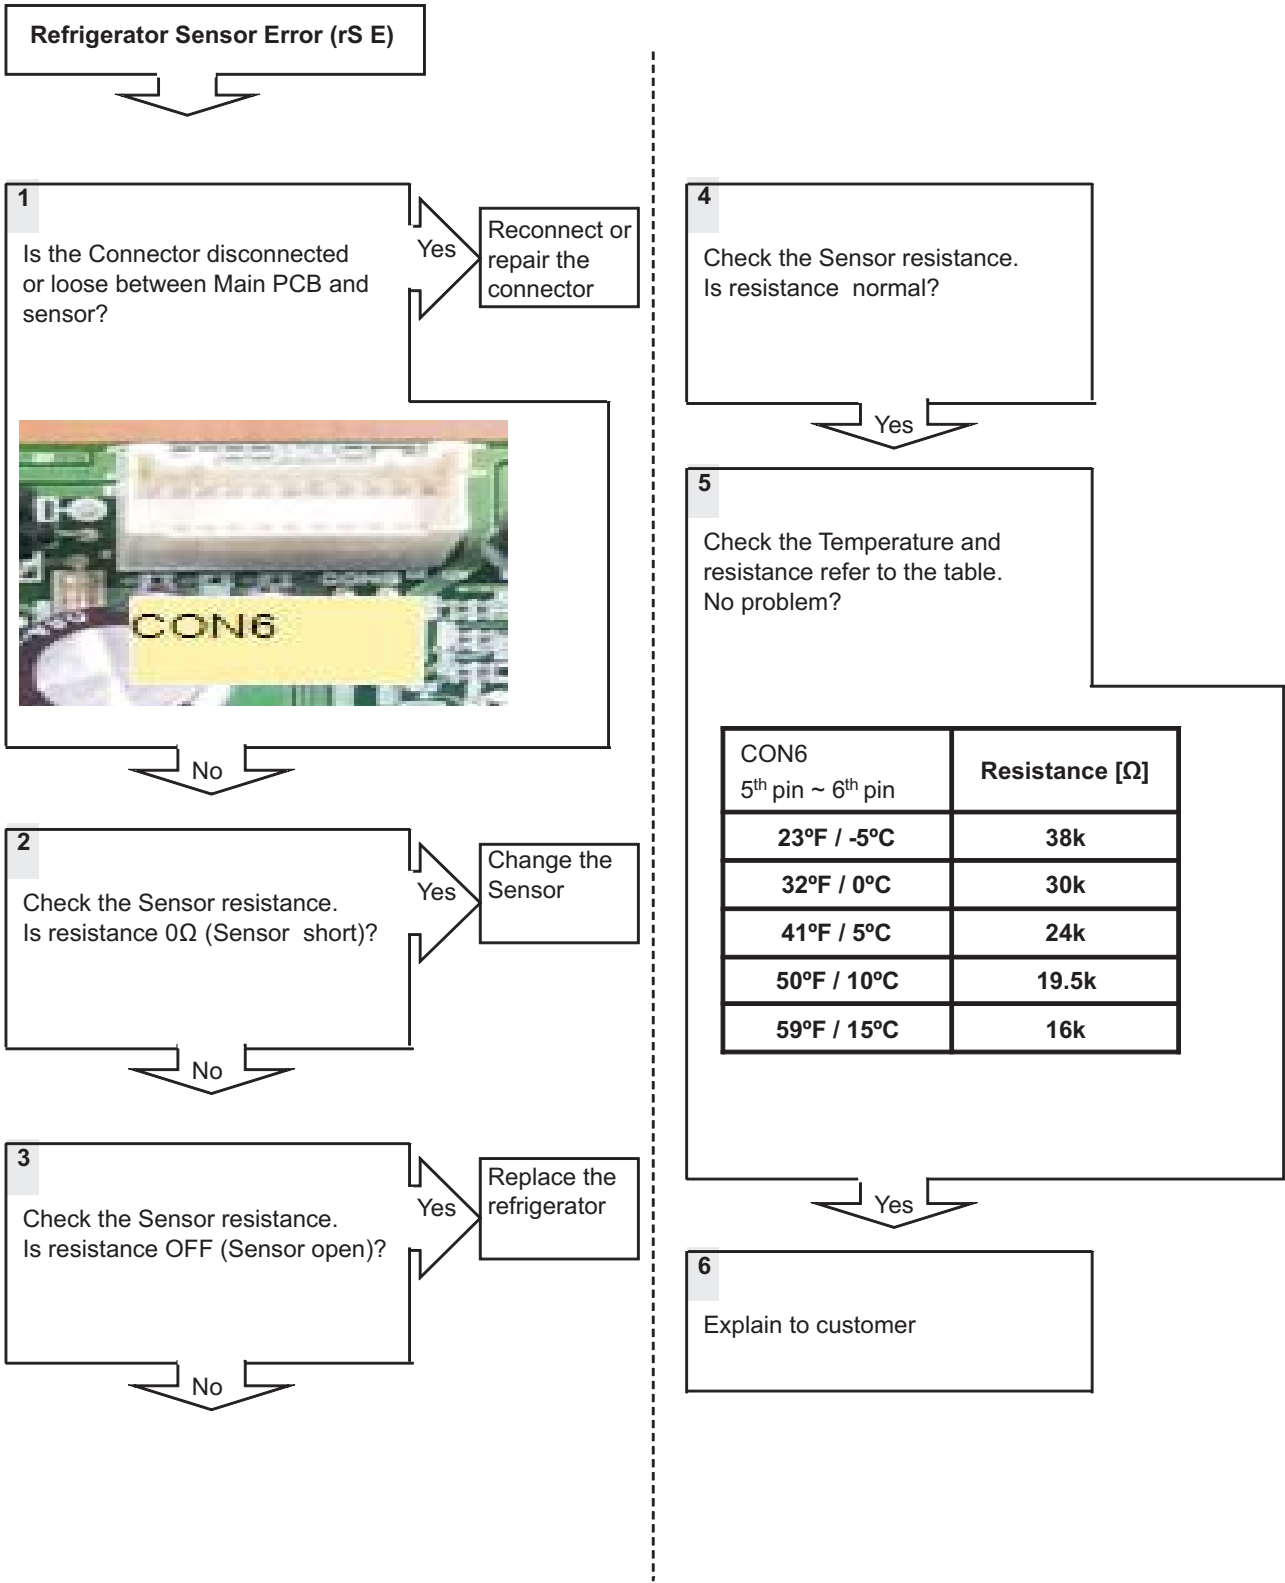 Refrigerator Sensor Error (rS E)
1
Is the Connector disconnected
or loose between Main PCB and
sensor?
Yes
Reconnect or
repair the
connector
CON6
No
2
Check the Sensor resistance.
Is resistance 0Ω (Sensor short)?
Yes
Change the
Sensor
No
3
Check the Sensor resistance.
Is resistance OFF (Sensor open)?
Yes
Replace the
refrigerator
No
4
Check the Sensor resistance.
Is resistance normal?
Yes
5
Check the Temperature and
resistance refer to the table.
No problem?
CON6
5th pin ~ 6th pin
Resistance [Ω]
23ºF / -5ºC 38k
32ºF / 0ºC 30k
41ºF / 5ºC 24k
50ºF / 10ºC 19.5k
59ºF / 15ºC 16k
Yes
6
Explain to customer